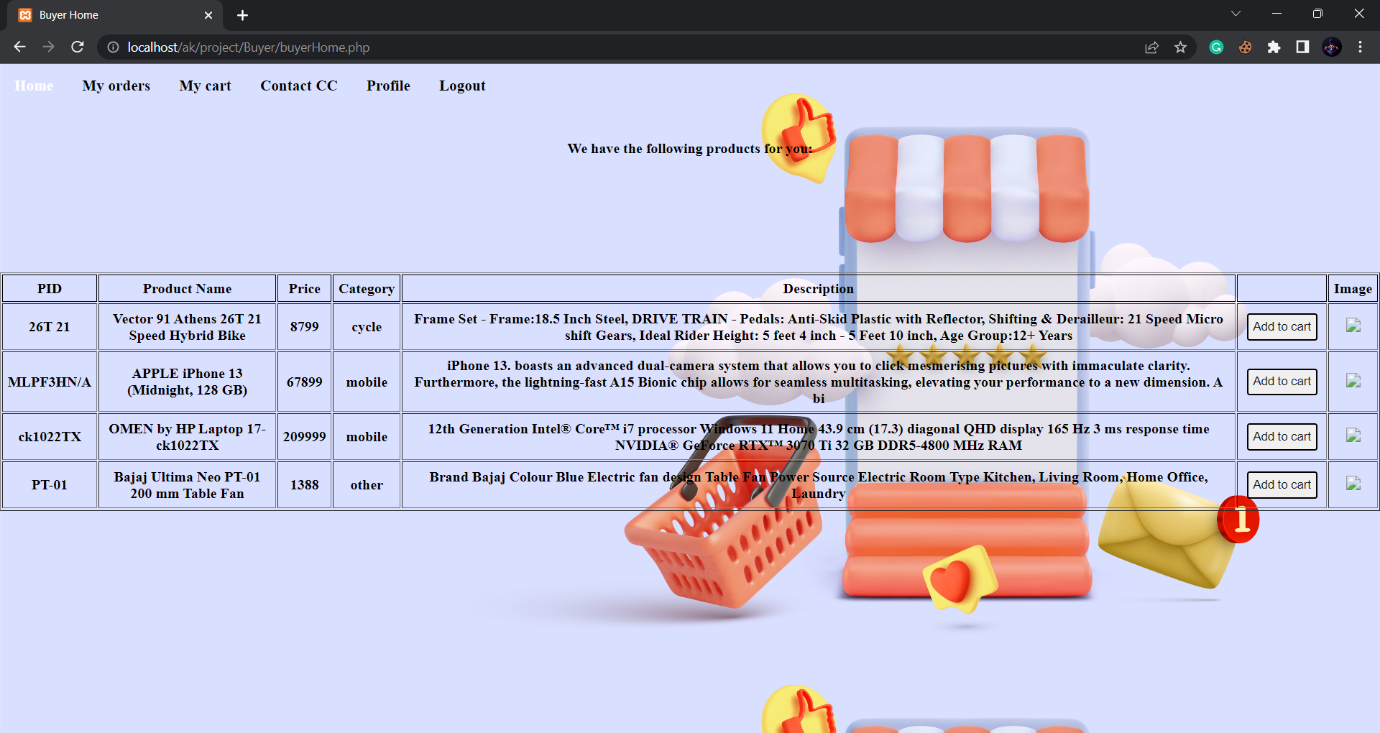 Buyer Home
localhost/ak/project/Buyer/buyerHome.php
Home My orders My cart Contact CC Profile Logout
We have the following products for you:
PID Product Name Price Category Description Image
26T 21
Vector 91 Athens 26T 21
Speed Hybrid Bike
8799
cycle
Frame Set - Frame:18.5 Inch Steel, DRIVE TRAIN - Pedals: Anti-Skid Plastic with Reflector, Shifting & Derailleur: 21 Speed Micro
shift Gears, Ideal Rider Height: 5 feet 4 inch - 5 Feet 10 inch, Age Group:12+ Years
Add to cart
MLPF3HN/A
APPLE iPhone 13
(Midnight, 128 GB)
67899
mobile
iPhone 13. boasts an advanced dual-camera system that allows you to click mesmerising pictures with immaculate clarity.
Furthermore, the lightning-fast A15 Bionic chip allows for seamless multitasking, elevating your performance to a new dimension. A
bi
Add to cart
ck1022TX
OMEN by HP Laptop 17-
ck1022TX
209999
mobile
12th Generation Intel® Core™ i7 processor Windows 11 Home 43.9 cm (17.3) diagonal QHD display 165 Hz 3 ms response time
NVIDIA® GeForce RTX™ 3070 Ti 32 GB DDR5-4800 MHz RAM
Add to cart
PT-01
Bajaj Ultima Neo PT-01
200 mm Table Fan
1388
other
Brand Bajaj Colour Blue Electric fan design Table Fan Power Source Electric Room Type Kitchen, Living Room, Home Office,
Laundry
Add to cart
1